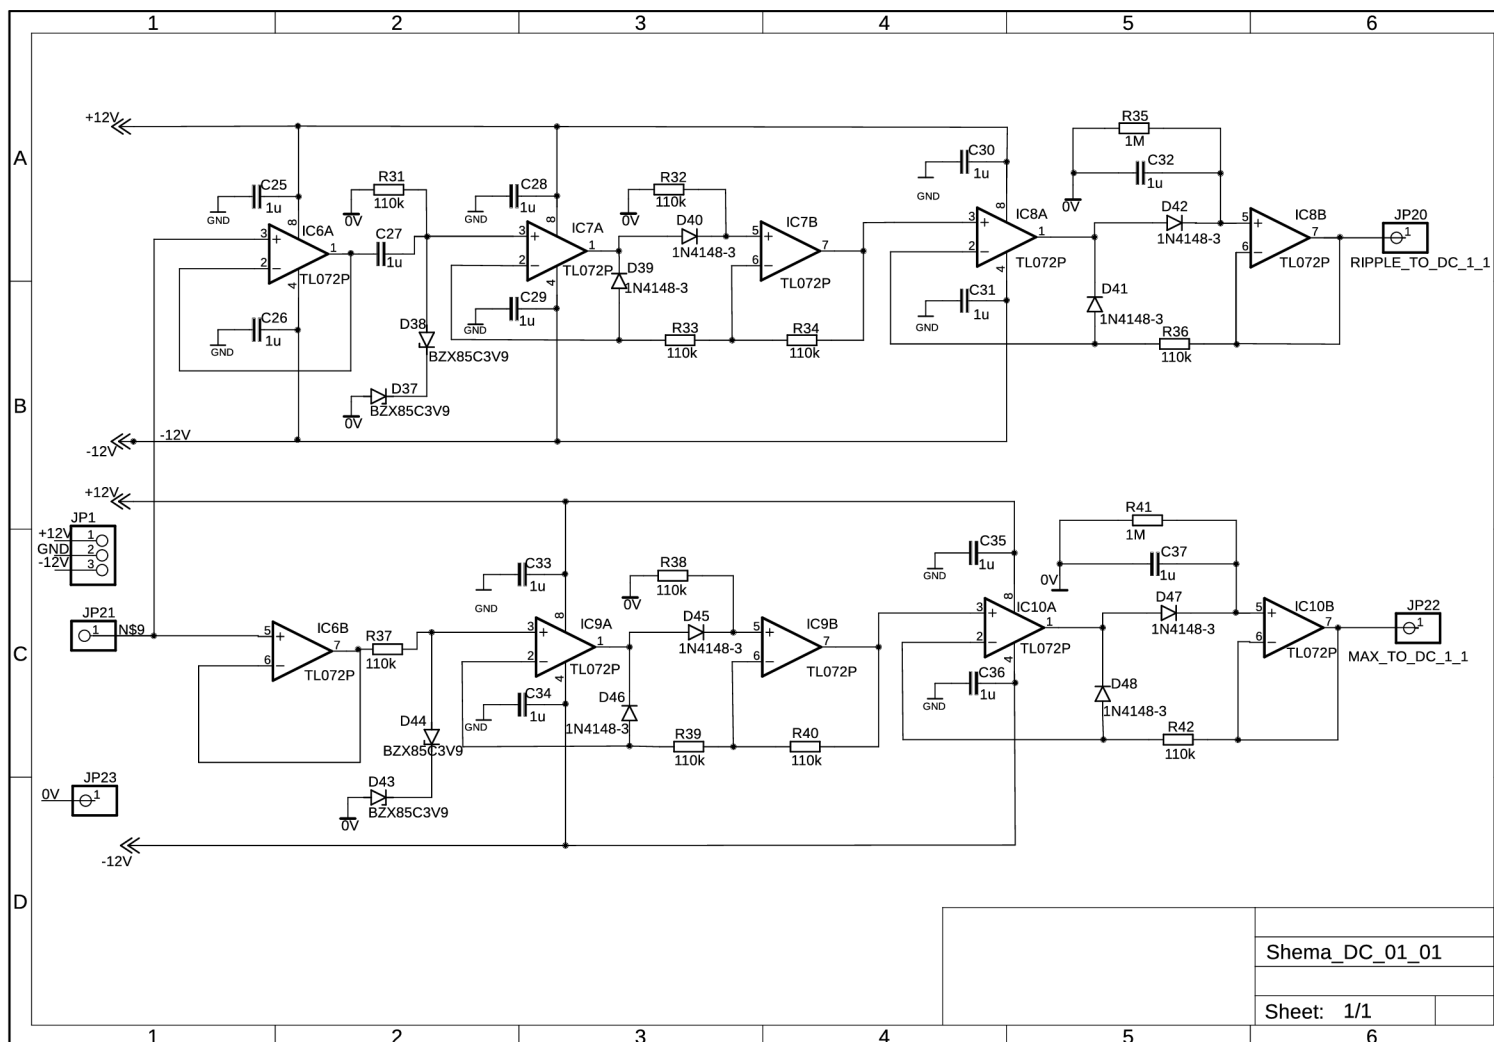 1 2 3 4 5 6
A
+12V
C25
1u
GND
8
3
2
+
−
1
4
IC6A
TL072P
C26
1u
GND
R31
110k
0V
C27
1u
D38
BZX85C3V9
D37
BZX85C3V9
0V
C28
1u
GND
8
3
2
+
−
1
4
IC7A
TL072P
C29
1u
GND
R32
110k
0V
D40
1N4148-3
D39
1N4148-3
5
6
+
−
7
IC7B
TL072P
R33
110k
R34
110k
C30
1u
GND
8
3
2
+
−
1
4
IC8A
TL072P
C31
1u
GND
R35
1M
C32
1u
0V
D42
1N4148-3
D41
1N4148-3
R36
110k
5
6
+
−
7
IC8B
TL072P
JP20
1
RIPPLE_TO_DC_1_1
B
-12V
-12V
+12V
JP1
+12V 1
GND 2
-12V 3
C
JP21
1 N$9
5
6
+
−
7
IC6B
TL072P
R37
110k
D44
BZX85C3V9
D43
BZX85C3V9
0V
C33
1u
GND
8
3
2
+
−
1
4
IC9A
TL072P
C34
1u
GND
R38
110k
0V
D45
1N4148-3
D46
1N4148-3
5
6
+
−
7
IC9B
TL072P
R39
110k
R40
110k
C35
1u
GND
8
3
2
+
−
1
4
IC10A
TL072P
C36
1u
GND
R41
1M
C37
1u
0V
D47
1N4148-3
D48
1N4148-3
R42
110k
5
6
+
−
7
IC10B
TL072P
JP22
1
MAX_TO_DC_1_1
JP23
0V 1
-12V
D
Shema_DC_01_01
Sheet: 1/1
1 2 3 4 5 6